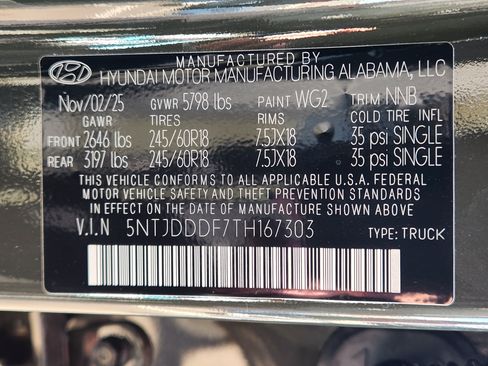 MANUFACTURED BY
HYUNDAI MOTOR MANUFACTURING ALABAMA, LLC
Nov/02/25 GVWR 5798 lbs PAINT WG2 TRIM NNB
GAWR TIRES RIMS COLD TIRE INFL
FRONT 2646 lbs 245/60R18 7.5JX18 35 psi SINGLE
REAR 3197 lbs 245/60R18 7.5JX18 35 psi SINGLE
THIS VEHICLE CONFORMS TO ALL APPLICABLE U.S.A. FEDERAL
MOTOR VEHICLE SAFETY AND THEFT PREVENTION STANDARDS
IN EFFECT ON THE DATE OF MANUFACTURE SHOWN ABOVE.
V.I.N 5NTJDDDF7TH167303
TYPE: TRUCK